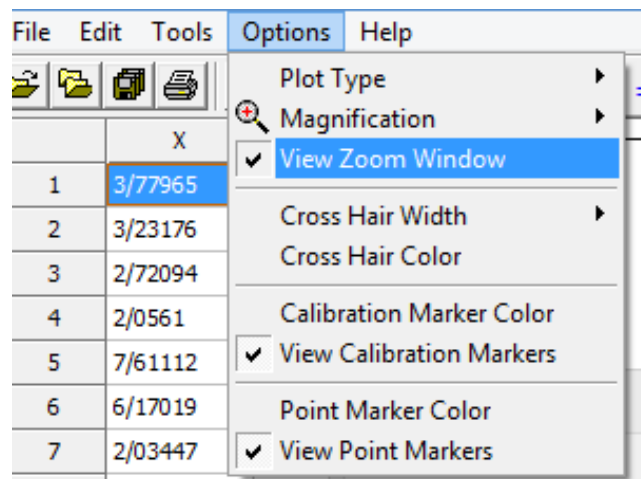 File Edit Tools Options Help
Plot Type
Magnification
View Zoom Window
Cross Hair Width
Cross Hair Color
Calibration Marker Color
View Calibration Markers
Point Marker Color
View Point Markers
X
1 3/77965
2 3/23176
3 2/72094
4 2/0561
5 7/61112
6 6/17019
7 2/03447